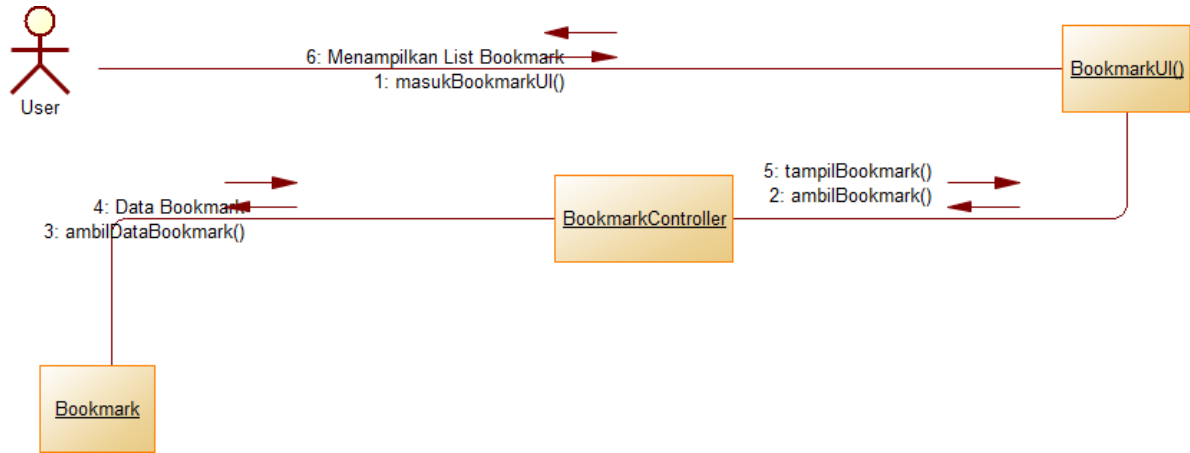 6: Menampilkan List Bookmark
1: masukBookmarkUI()
BookmarkUI()
User
5: tampilBookmark()
2: ambilBookmark()
4: Data Bookmark
3: ambilDataBookmark()
BookmarkController
Bookmark